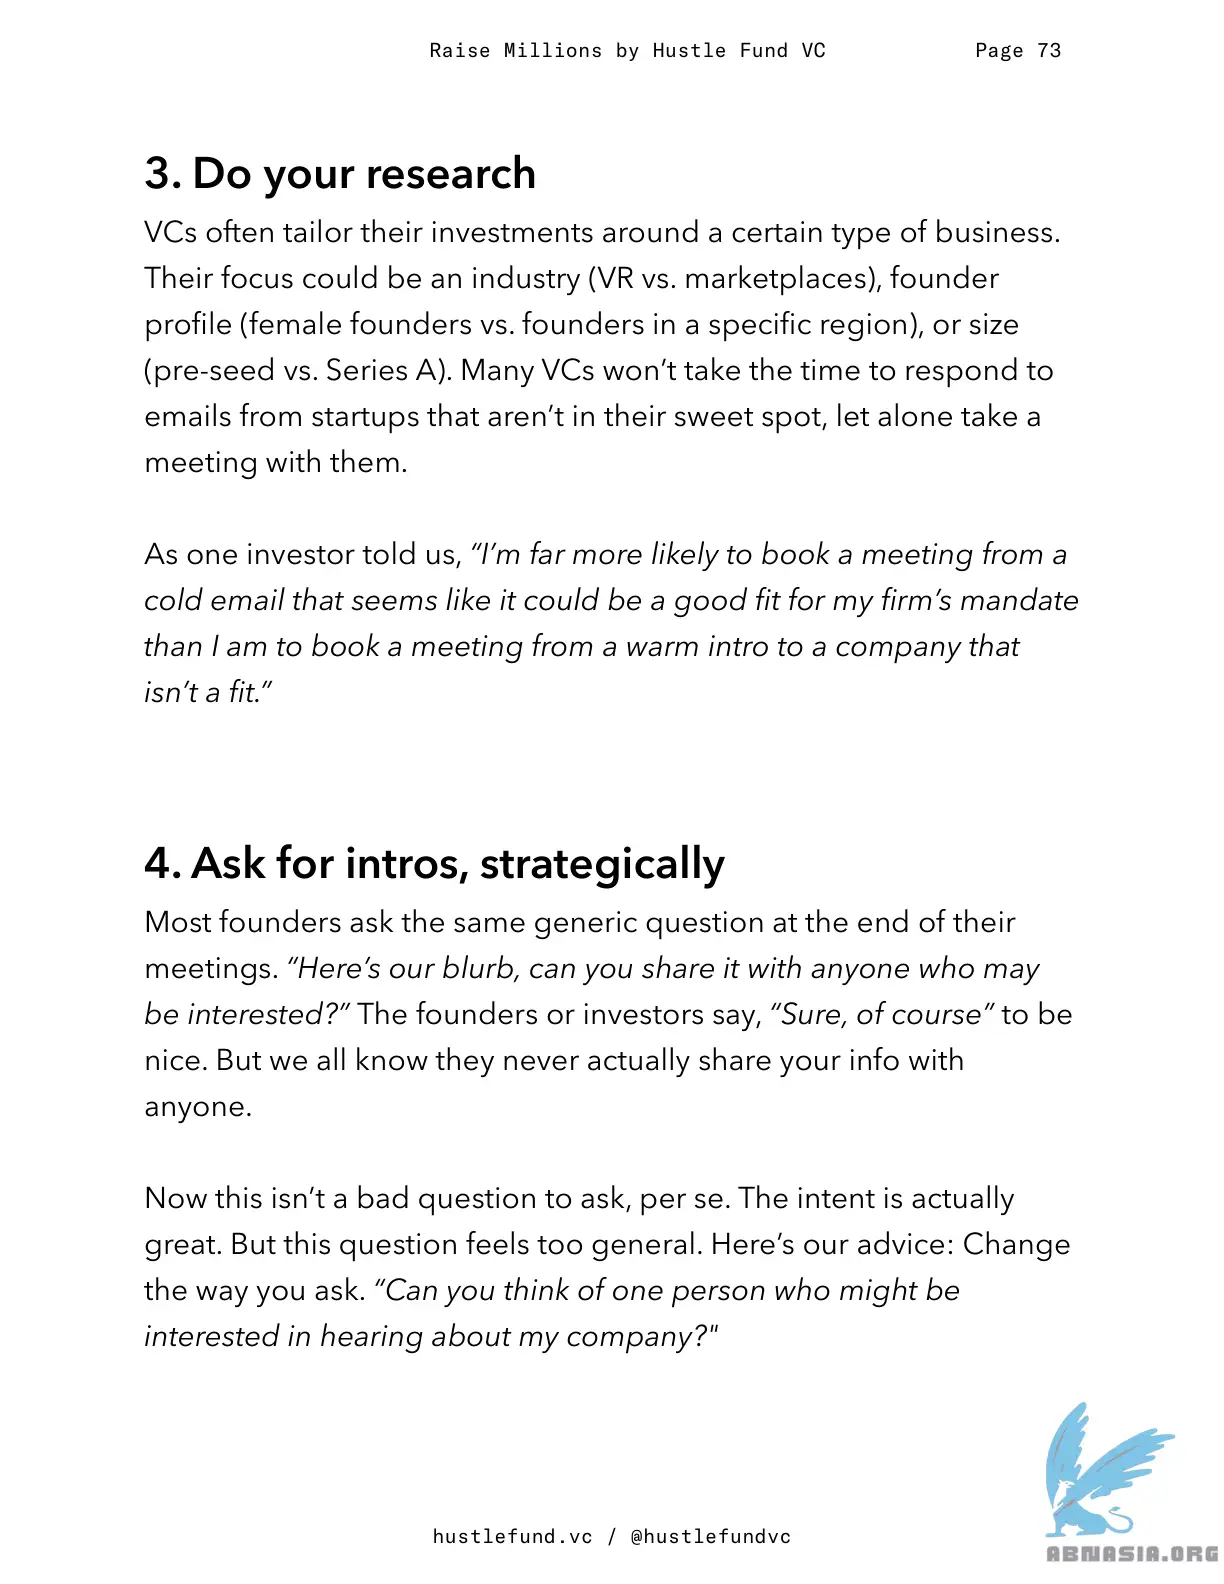 Raise Millions by Hustle Fund VC
Page 73
3. Do your research
VCs often tailor their investments around a certain type of business.
Their focus could be an industry (VR vs. marketplaces), founder
profile (female founders vs. founders in a specific region), or size
(pre-seed vs. Series A). Many VCs won’t take the time to respond to
emails from startups that aren’t in their sweet spot, let alone take a
meeting with them.
As one investor told us, “I’m far more likely to book a meeting from a
cold email that seems like it could be a good fit for my firm’s mandate
than I am to book a meeting from a warm intro to a company that
isn’t a fit.”
4. Ask for intros, strategically
Most founders ask the same generic question at the end of their
meetings. “Here’s our blurb, can you share it with anyone who may
be interested?” The founders or investors say, “Sure, of course” to be
nice. But we all know they never actually share your info with
anyone.
Now this isn’t a bad question to ask, per se. The intent is actually
great. But this question feels too general. Here’s our advice: Change
the way you ask. “Can you think of one person who might be
interested in hearing about my company?"
hustlefund.vc / @hustlefundvc
ABNASIA.ORG